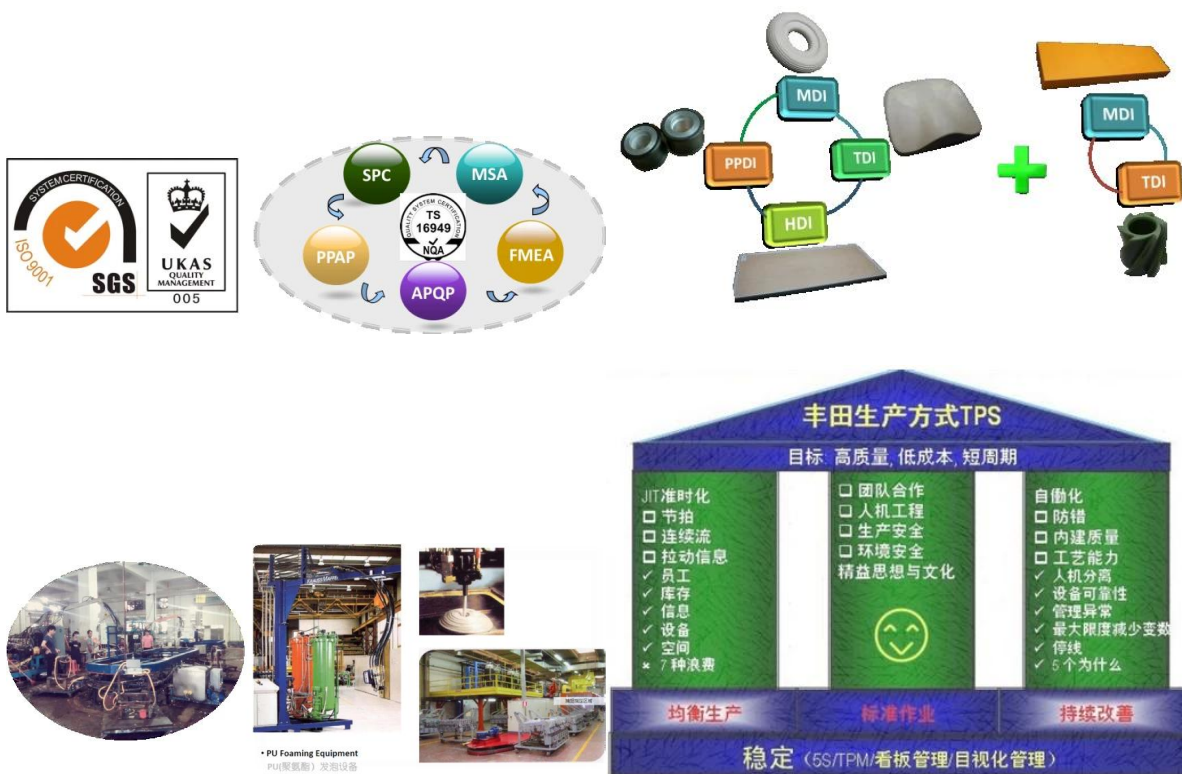 SYSTEM CERTIFICATION
ISO 9001
SGS
UKAS
QUALITY
MANAGEMENT
005
SPC
MSA
PPAP
FMEA
APQP
QUALITY SYSTEM CERTIFICATION
TS
16949
NQA
MDI
PPDI
TDI
HDI
MDI
TDI
• PU Foaming Equipment
PU(聚氨酯）发泡设备
丰田生产方式TPS
目标: 高质量, 低成本, 短周期
JIT准时化
☐ 节拍
☐ 连续流
☐ 拉动信息
✓ 员工
✓ 库存
✓ 信息
✓ 设备
✓ 空间
× 7 种浪费
❑ 团队合作
❑ 人机工程
❑ 生产安全
❑ 环境安全
精益思想与文化
自働化
☐ 防错
☐ 内建质量
☐ 工艺能力
✓ 人机分离
✓ 设备可靠性
✓ 管理异常
✓ 最大限度减少变数
✓ 停线
✓ 5 个为什么
均衡生产
标准作业
持续改善
稳定（5S/TPM/看板管理/目视化管理）